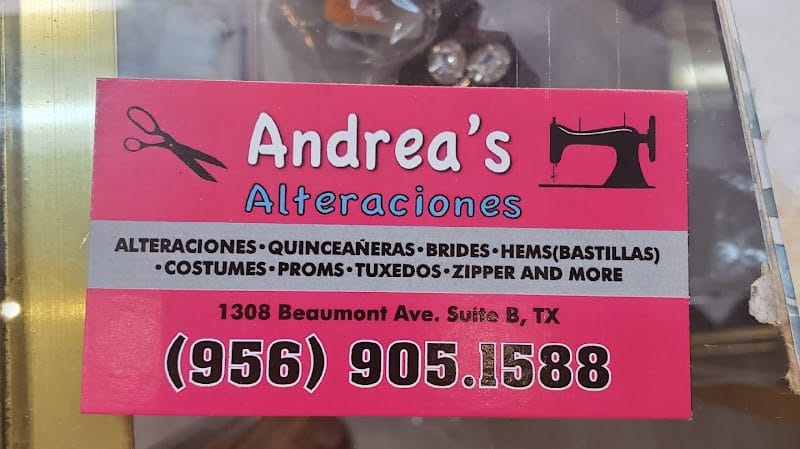 Andrea's
Alteraciones
ALTERACIONES•QUINCEAÑERAS•BRIDES•HEMS(BASTILLAS)
•COSTUMES•PROMS•TUXEDOS•ZIPPER AND MORE
1308 Beaumont Ave. Suite B, TX
(956) 905.1588